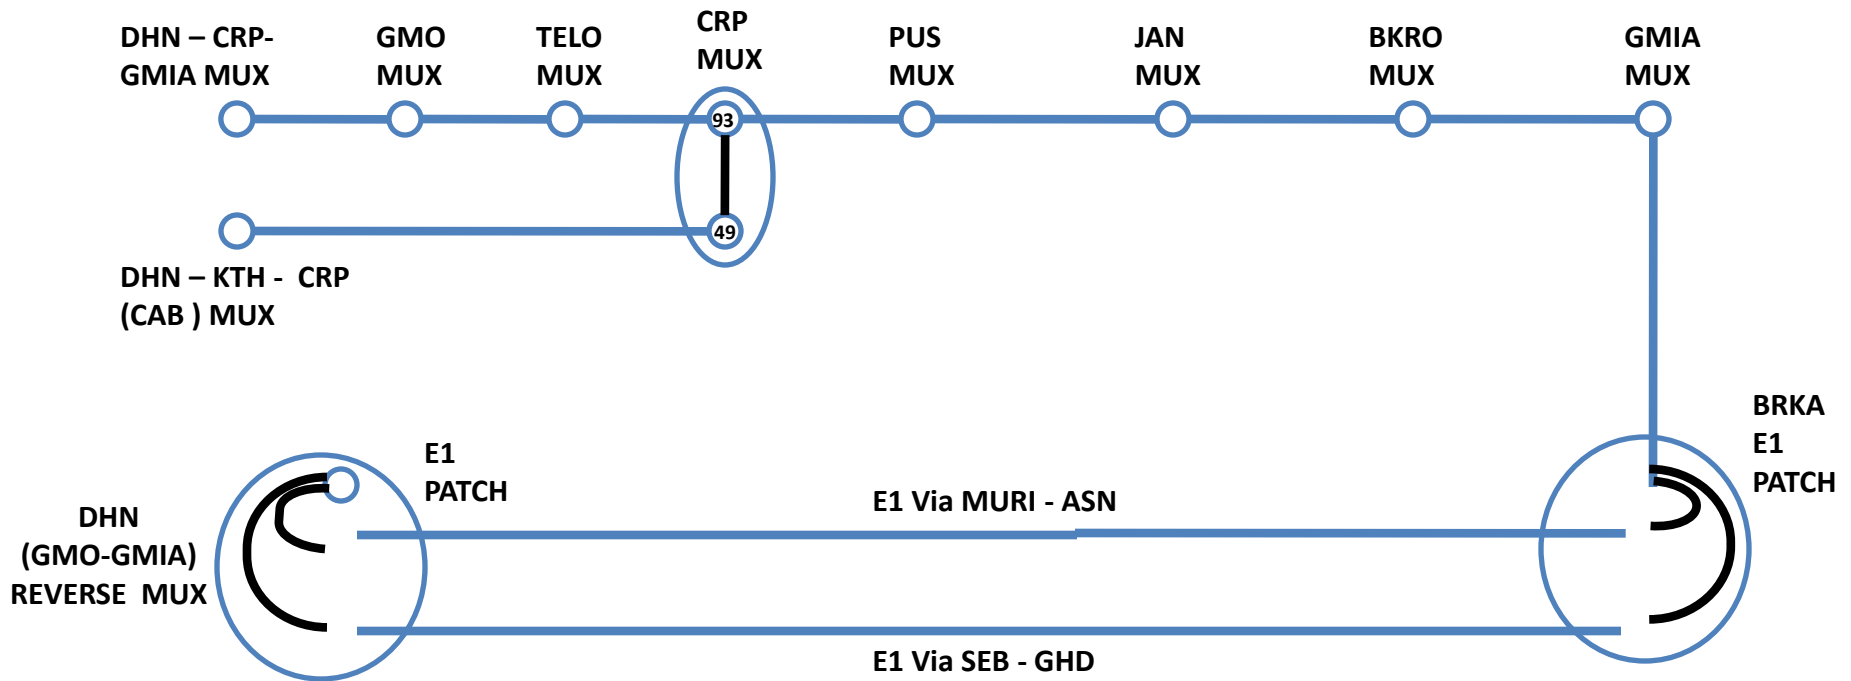 DHN – CRP-
GMIA MUX
GMO
MUX
TELO
MUX
CRP
MUX
PUS
MUX
JAN
MUX
BKRO
MUX
GMIA
MUX
93
49
DHN – KTH - CRP
(CAB ) MUX
BRKA
E1
PATCH
E1
PATCH
E1 Via MURI - ASN
DHN
(GMO-GMIA)
REVERSE MUX
E1 Via SEB - GHD